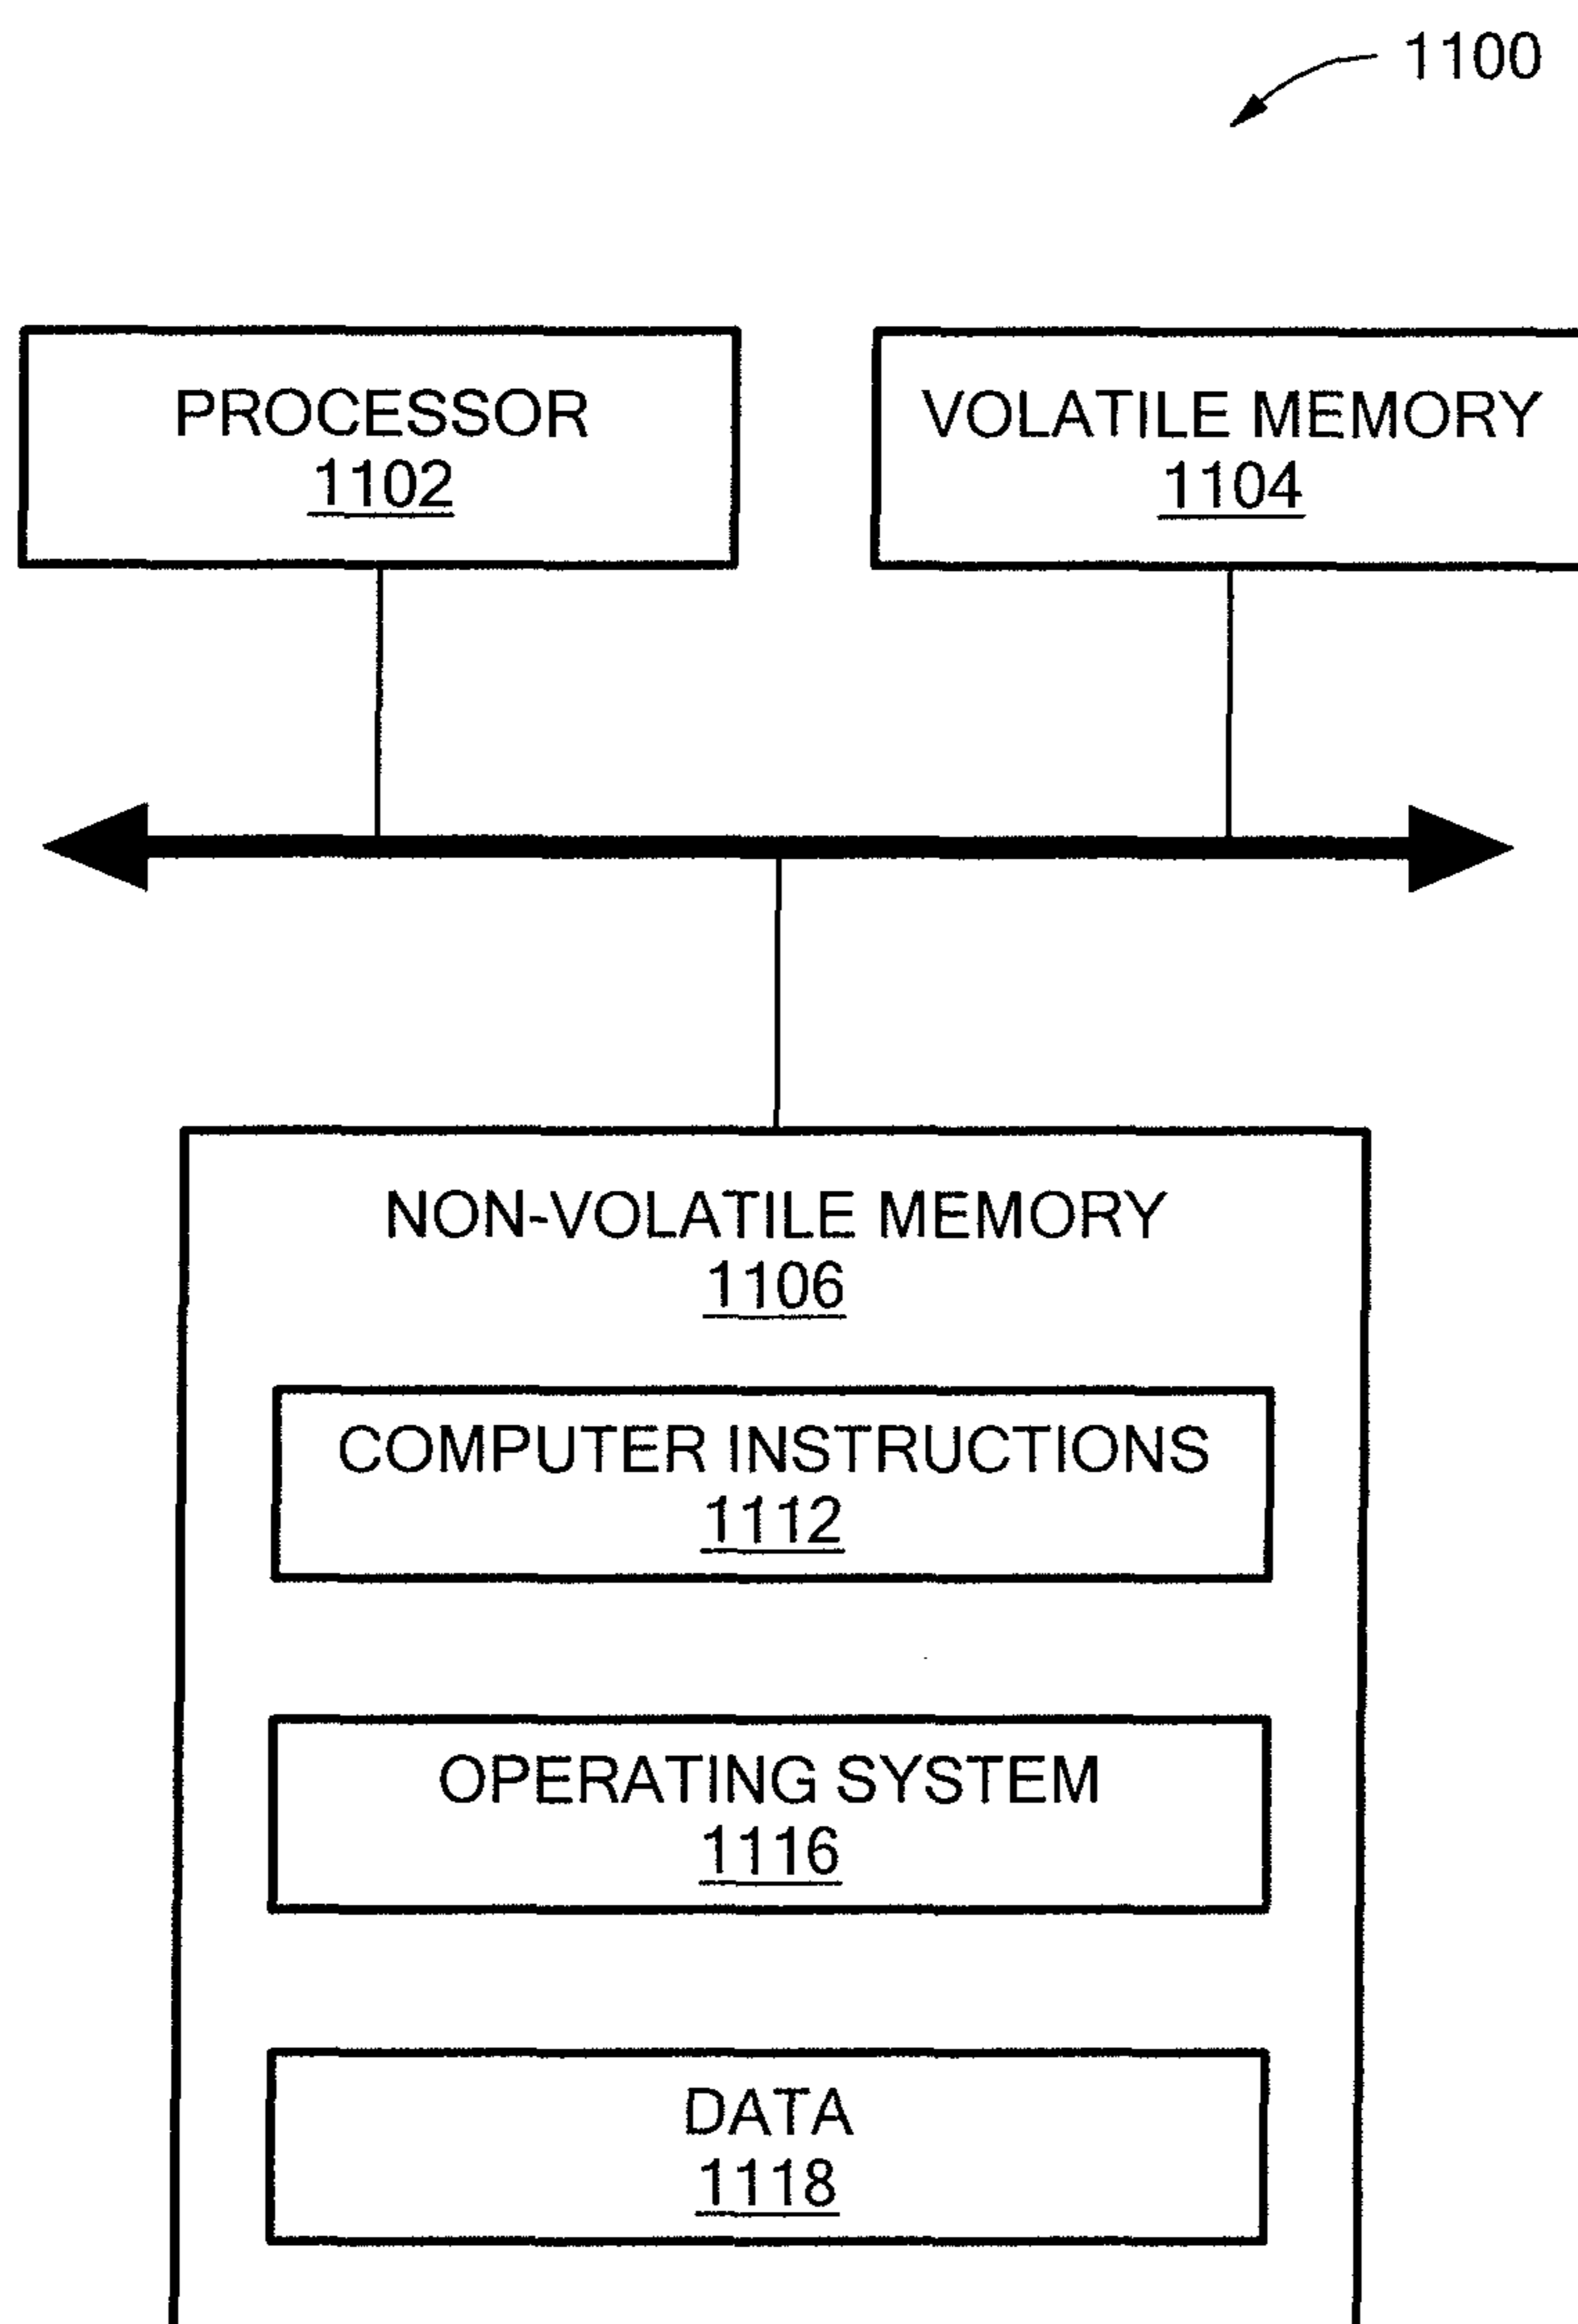 1100
PROCESSOR
1102
VOLATILE MEMORY
1104
NON-VOLATILE MEMORY
1106
COMPUTER INSTRUCTIONS
1112
OPERATING SYSTEM
1116
DATA
1118